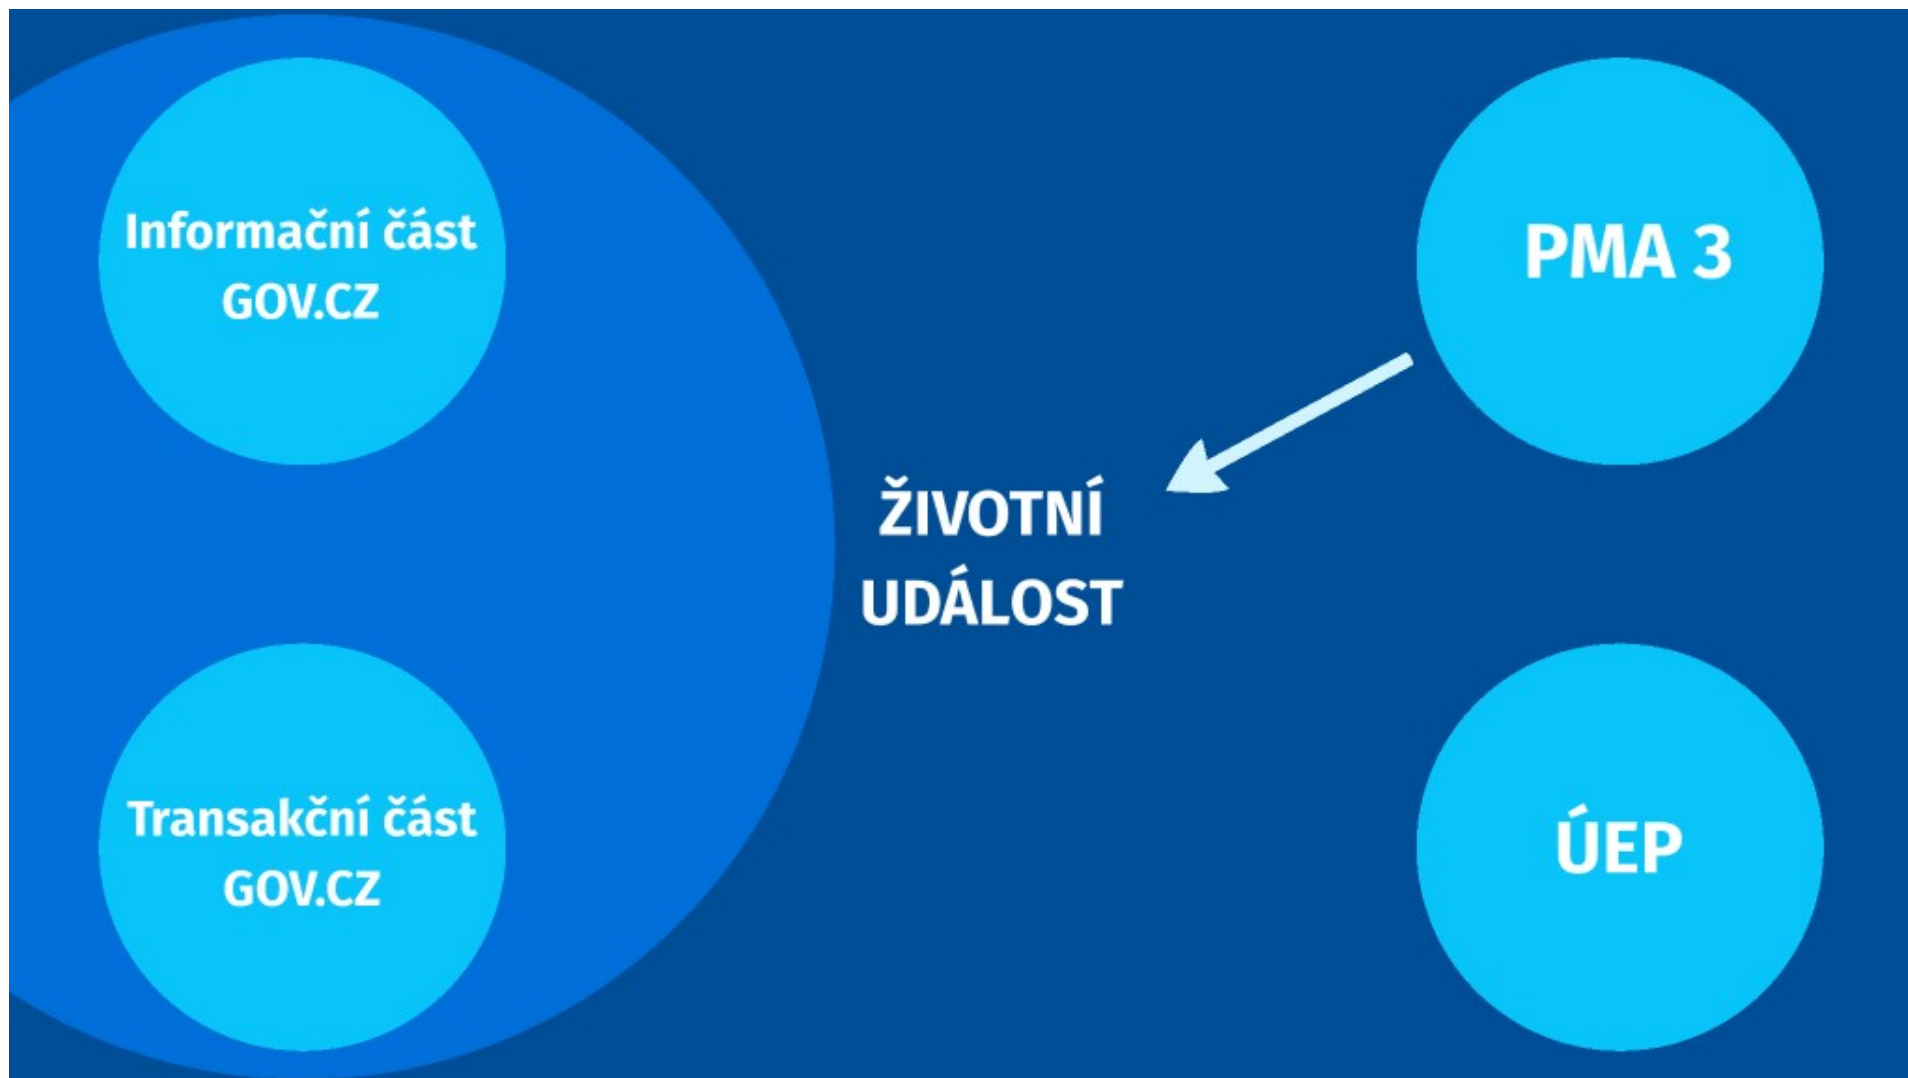 Informační část
GOV.CZ
PMA 3
ŽIVOTNÍ
UDÁLOST
Transakční část
GOV.CZ
ÚEP